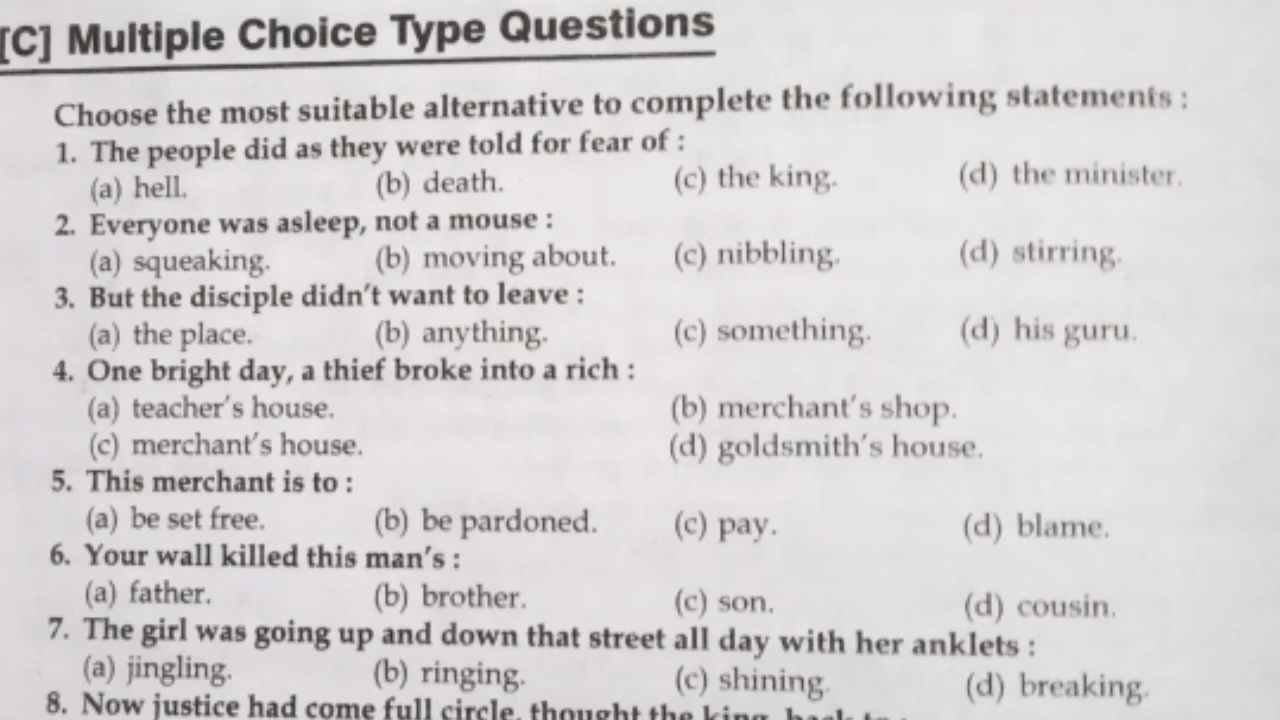 [C] Multiple Choice Type Questions
Choose the most suitable alternative to complete the following statements :
1. The people did as they were told for fear of :
(a) hell. (b) death. (c) the king. (d) the minister.
2. Everyone was asleep, not a mouse :
(a) squeaking. (b) moving about. (c) nibbling. (d) stirring.
3. But the disciple didn't want to leave :
(a) the place. (b) anything. (c) something. (d) his guru.
4. One bright day, a thief broke into a rich :
(a) teacher's house. (b) merchant's shop.
(c) merchant's house. (d) goldsmith's house.
5. This merchant is to :
(a) be set free. (b) be pardoned. (c) pay. (d) blame.
6. Your wall killed this man's :
(a) father. (b) brother. (c) son. (d) cousin.
7. The girl was going up and down that street all day with her anklets :
(a) jingling. (b) ringing. (c) shining. (d) breaking.
8. Now justice had come full circle, thought the king, back to :